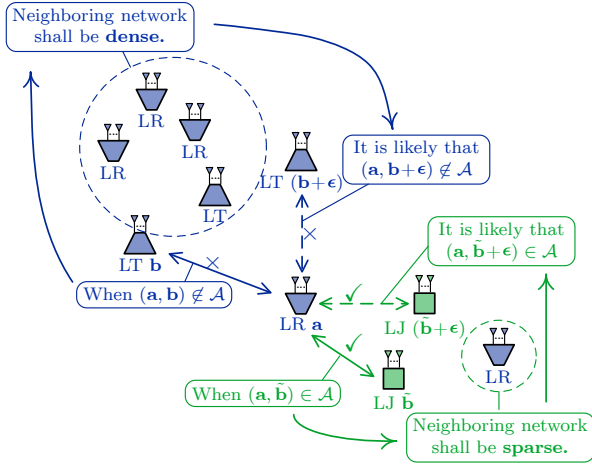 Neighboring network
shall be dense.
LR
LR
LR
LT
LT (b+ϵ)
It is likely that
(a, b+ϵ) ∉ 𝒜
LT b
×
×
When (a, b) ∉ 𝒜
It is likely that
(a, b̃+ϵ) ∈ 𝒜
✓
LR a
LJ (b̃+ϵ)
✓
LR
When (a, b̃) ∈ 𝒜
LJ b̃
Neighboring network
shall be sparse.